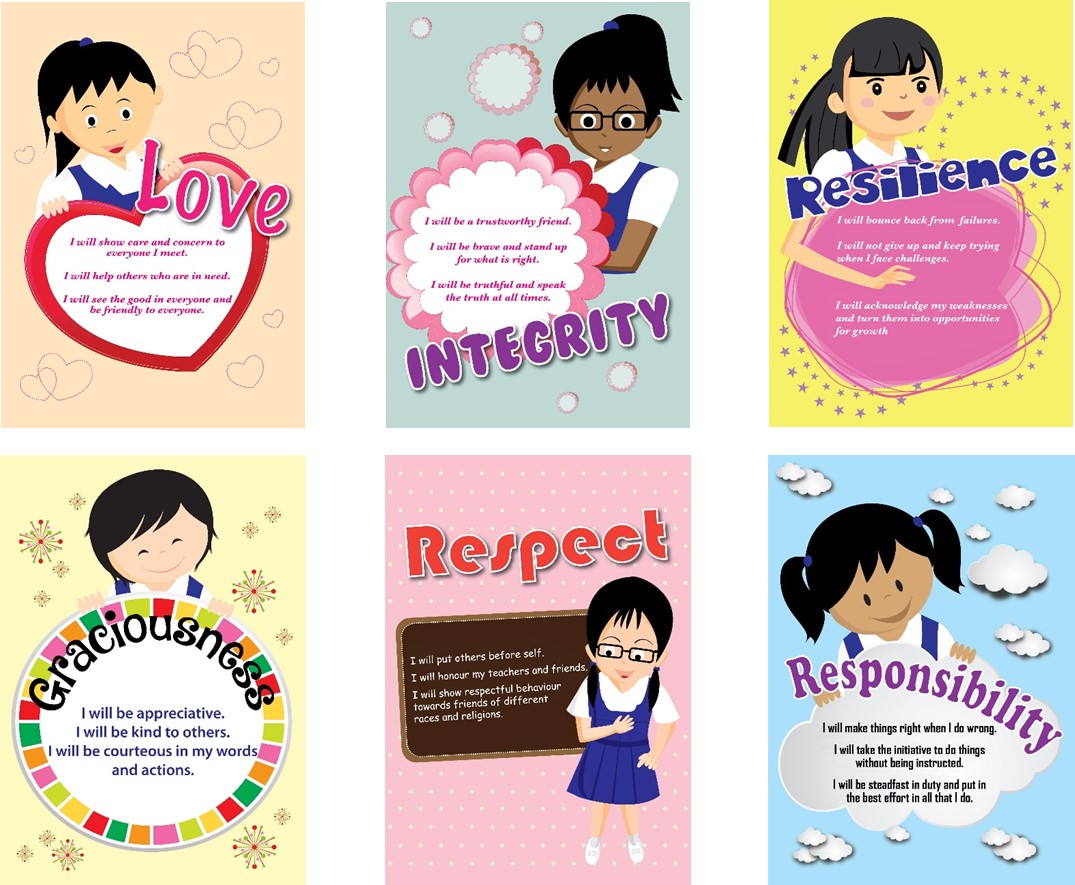 Love
I will show care and concern to
everyone I meet.
I will help others who are in need.
I will see the good in everyone and
be friendly to everyone.
I will be a trustworthy friend.
I will be brave and stand up
for what is right.
I will be truthful and speak
the truth at all times.
INTEGRITY
Resilience
I will bounce back from failures.
I will not give up and keep trying
when I face challenges.
I will acknowledge my weaknesses
and turn them into opportunities
for growth
Graciousness
I will be appreciative.
I will be kind to others.
I will be courteous in my words
and actions.
Respect
I will put others before self.
I will honour my teachers and friends.
I will show respectful behaviour
towards friends of different
races and religions.
Responsibility
I will make things right when I do wrong.
I will take the initiative to do things
without being instructed.
I will be steadfast in duty and put in
the best effort in all that I do.